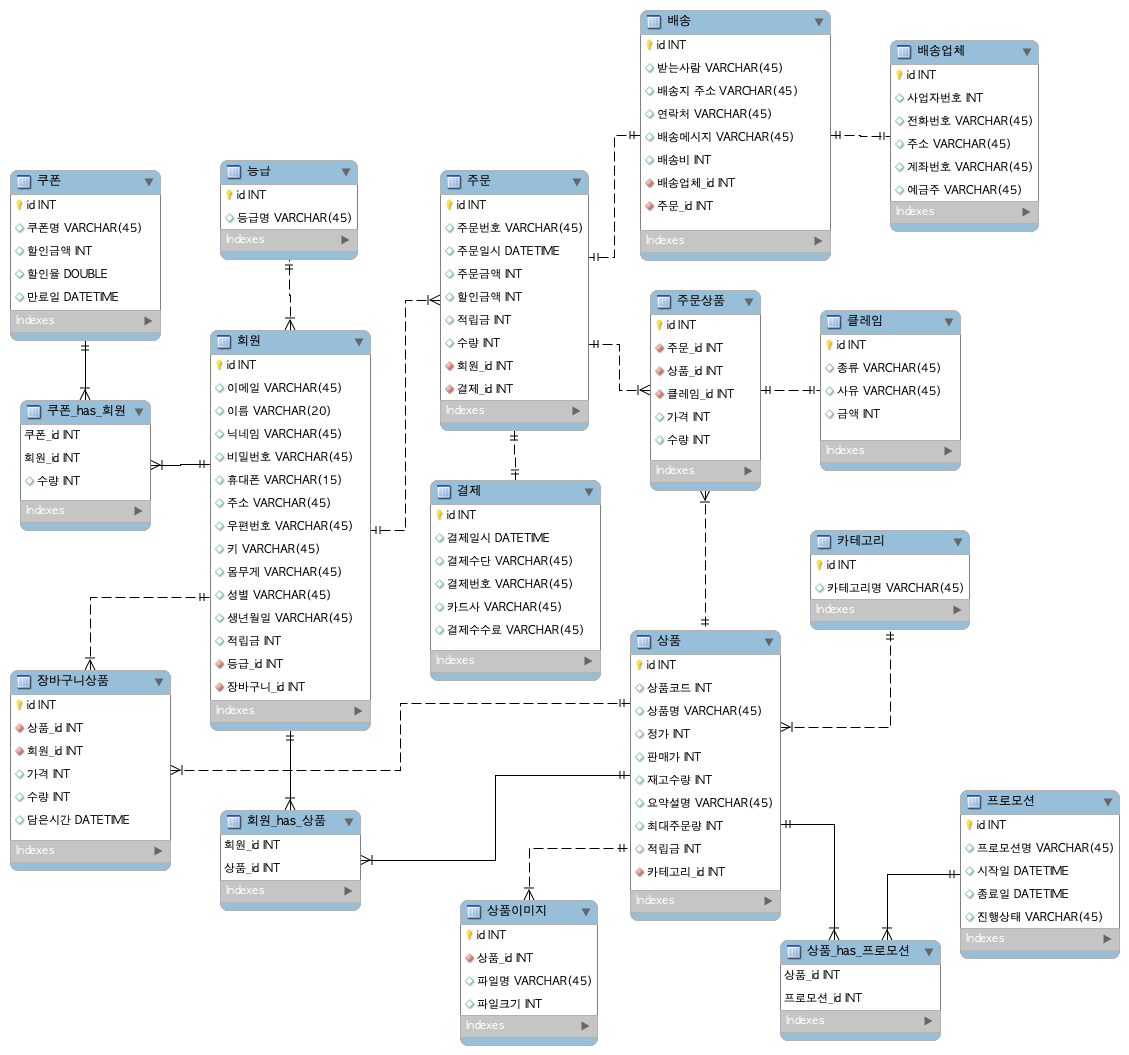 배송
id INT
받는사람 VARCHAR(45)
배송지 주소 VARCHAR(45)
연락처 VARCHAR(45)
배송메시지 VARCHAR(45)
배송비 INT
배송업체_id INT
주문_id INT
Indexes
배송업체
id INT
사업자번호 INT
전화번호 VARCHAR(45)
주소 VARCHAR(45)
계좌번호 VARCHAR(45)
예금주 VARCHAR(45)
Indexes
쿠폰
id INT
쿠폰명 VARCHAR(45)
할인금액 INT
할인율 DOUBLE
만료일 DATETIME
Indexes
등급
id INT
등급명 VARCHAR(45)
Indexes
주문
id INT
주문번호 VARCHAR(45)
주문일시 DATETIME
주문금액 INT
할인금액 INT
적립금 INT
수량 INT
회원_id INT
결제_id INT
Indexes
주문상품
id INT
주문_id INT
상품_id INT
클레임_id INT
가격 INT
수량 INT
Indexes
클레임
id INT
종류 VARCHAR(45)
사유 VARCHAR(45)
금액 INT
Indexes
회원
id INT
이메일 VARCHAR(45)
이름 VARCHAR(20)
닉네임 VARCHAR(45)
비밀번호 VARCHAR(45)
휴대폰 VARCHAR(15)
주소 VARCHAR(45)
우편번호 VARCHAR(45)
키 VARCHAR(45)
몸무게 VARCHAR(45)
성별 VARCHAR(45)
생년월일 VARCHAR(45)
적립금 INT
등급_id INT
장바구니_id INT
Indexes
쿠폰_has_회원
쿠폰_id INT
회원_id INT
수량 INT
Indexes
결제
id INT
결제일시 DATETIME
결제수단 VARCHAR(45)
결제번호 VARCHAR(45)
카드사 VARCHAR(45)
결제수수료 VARCHAR(45)
Indexes
카테고리
id INT
카테고리명 VARCHAR(45)
Indexes
장바구니상품
id INT
상품_id INT
회원_id INT
가격 INT
수량 INT
담은시간 DATETIME
Indexes
상품
id INT
상품코드 INT
상품명 VARCHAR(45)
정가 INT
판매가 INT
재고수량 INT
요약설명 VARCHAR(45)
최대주문량 INT
적립금 INT
카테고리_id INT
Indexes
회원_has_상품
회원_id INT
상품_id INT
Indexes
프로모션
id INT
프로모션명 VARCHAR(45)
시작일 DATETIME
종료일 DATETIME
진행상태 VARCHAR(45)
Indexes
상품이미지
id INT
상품_id INT
파일명 VARCHAR(45)
파일크기 INT
Indexes
상품_has_프로모션
상품_id INT
프로모션_id INT
Indexes